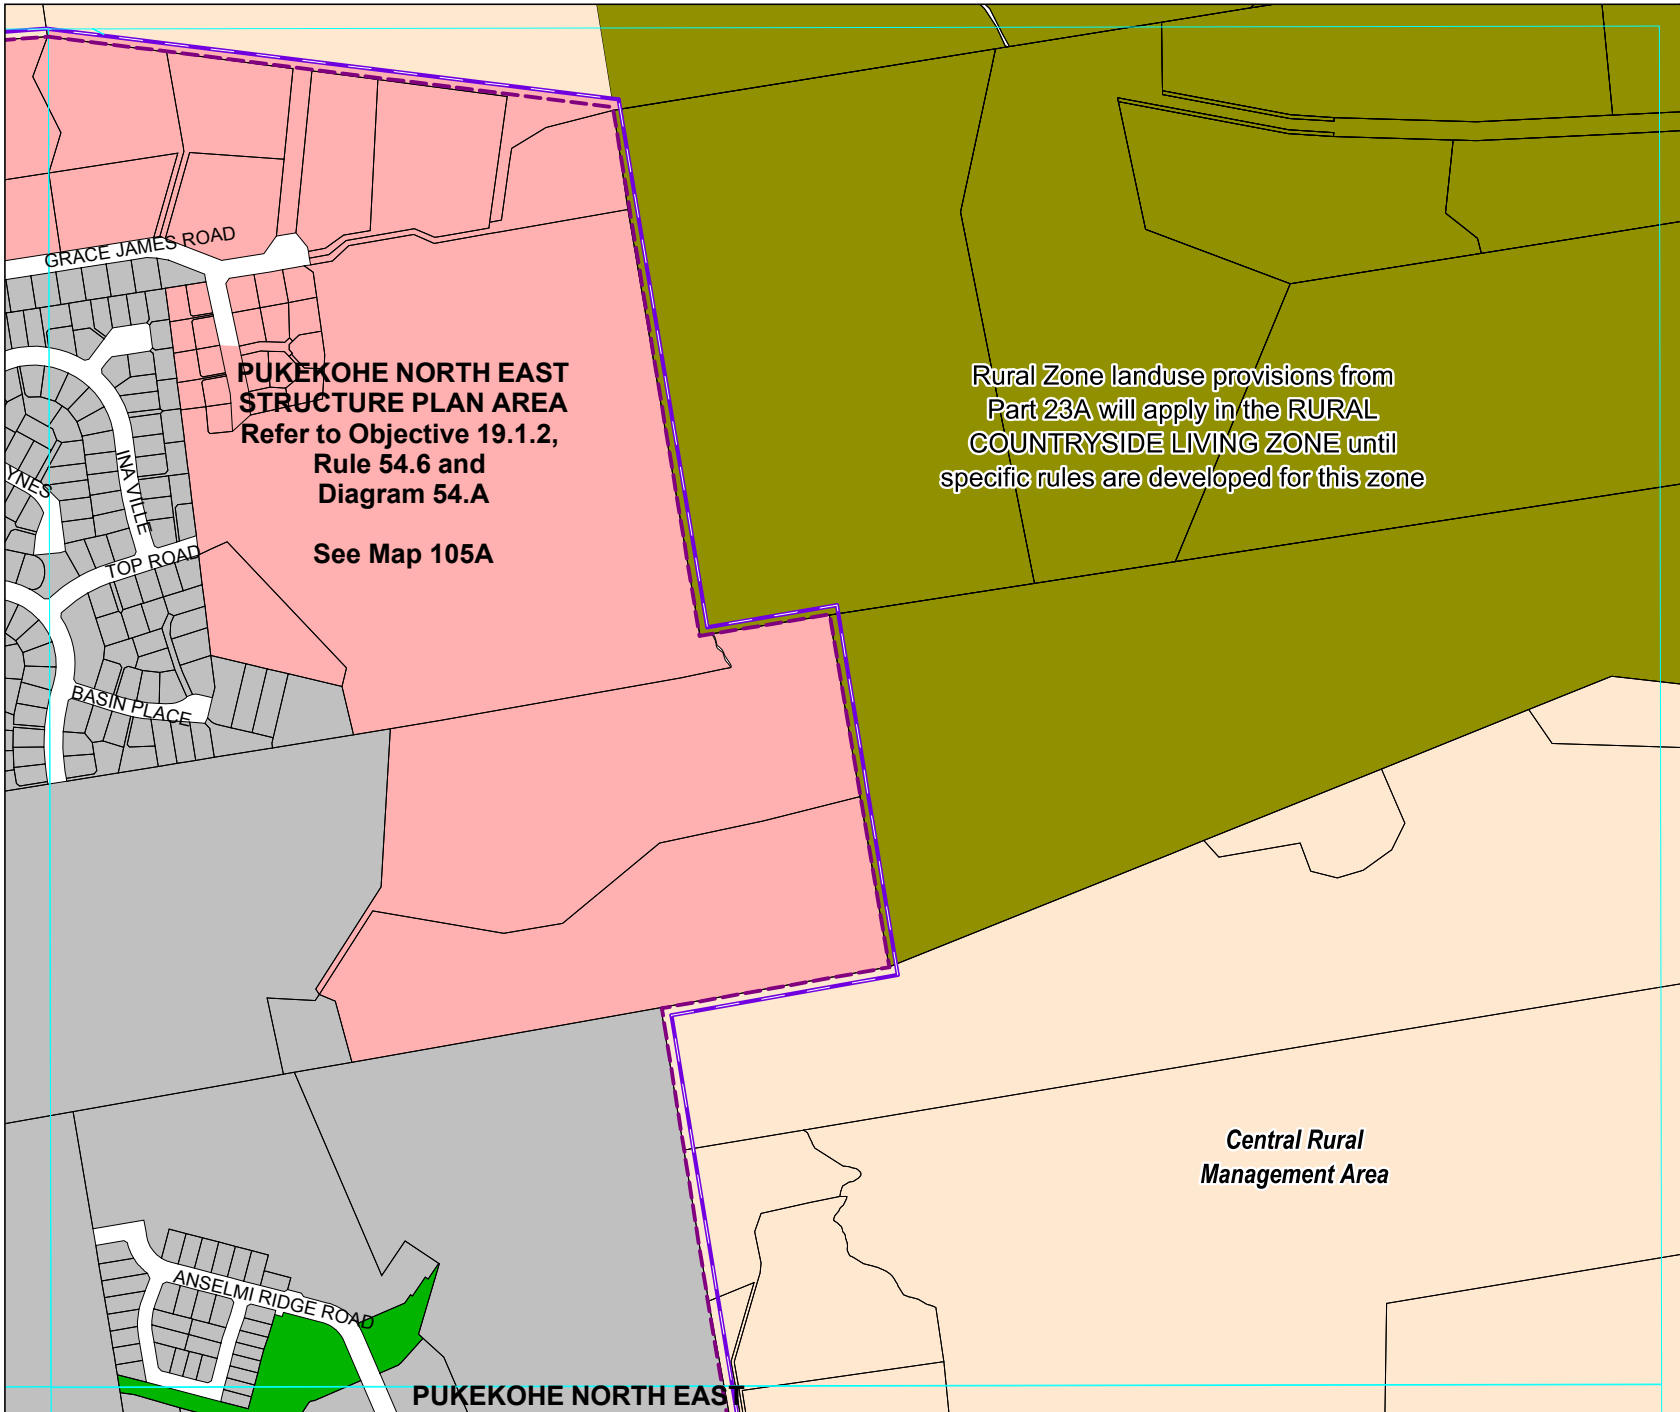 GRACE JAMES ROAD
PUKEKOHE NORTH EAST
STRUCTURE PLAN AREA
Refer to Objective 19.1.2,
Rule 54.6 and
Diagram 54.A
See Map 105A
Rural Zone landuse provisions from
Part 23A will apply in the RURAL
COUNTRYSIDE LIVING ZONE until
specific rules are developed for this zone
YNES
INA VILLE
TOP ROAD
BASIN PLACE
Central Rural
Management Area
ANSELMI RIDGE ROAD
PUKEKOHE NORTH EAST